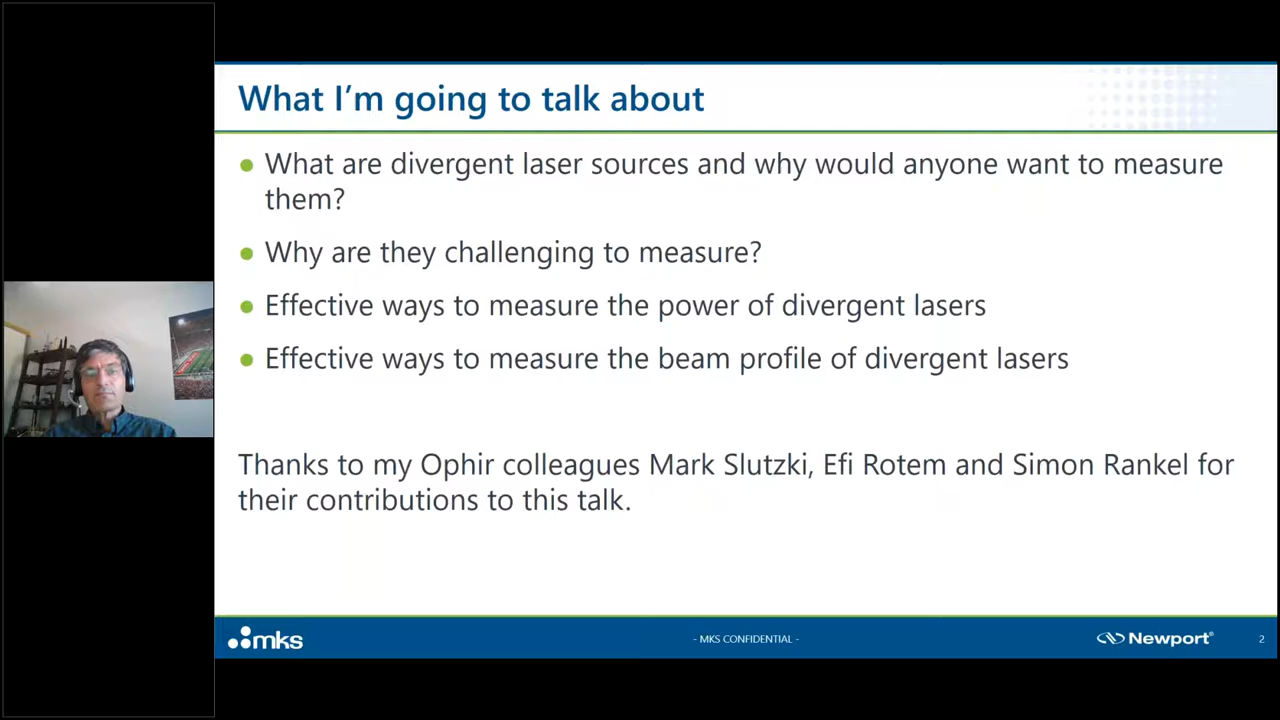 What I'm going to talk about
What are divergent laser sources and why would anyone want to measure
them?
Why are they challenging to measure?
Effective ways to measure the power of divergent lasers
Effective ways to measure the beam profile of divergent lasers
Thanks to my Ophir colleagues Mark Slutzki, Efi Rotem and Simon Rankel for
their contributions to this talk.
mks
- MKS CONFIDENTIAL -
Newport®
2